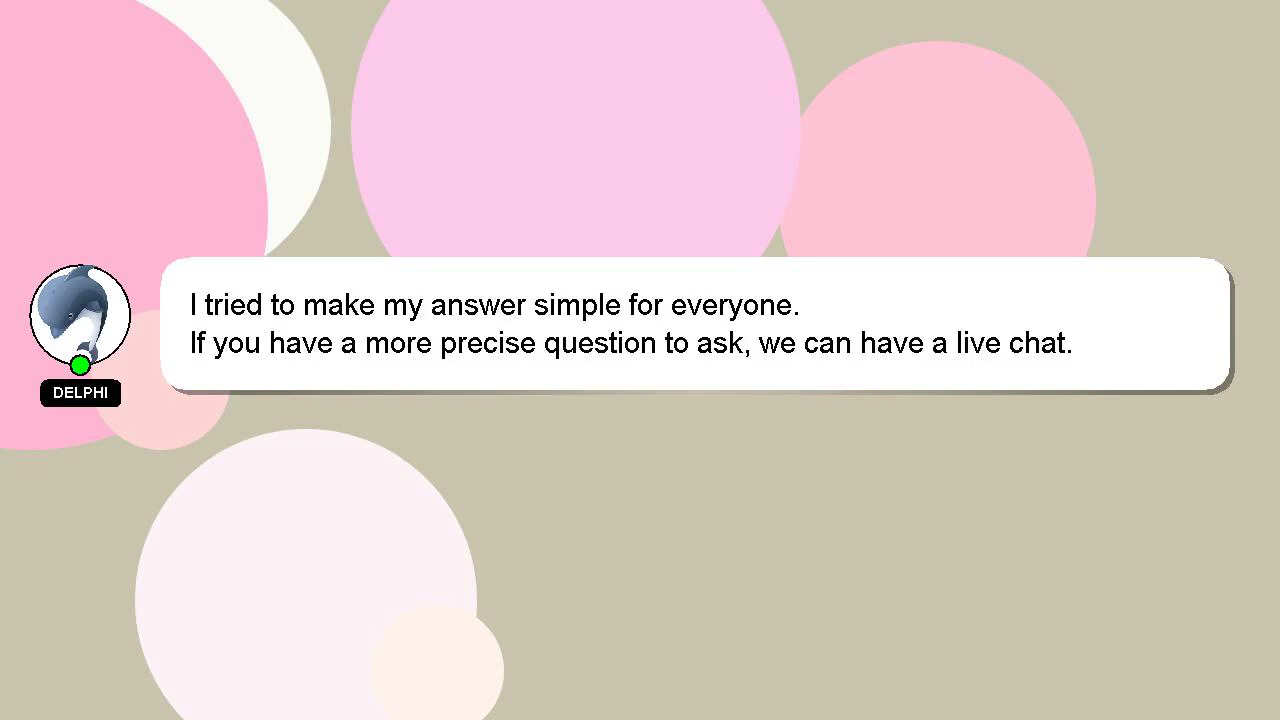 I tried to make my answer simple for everyone.
If you have a more precise question to ask, we can have a live chat.
DELPHI